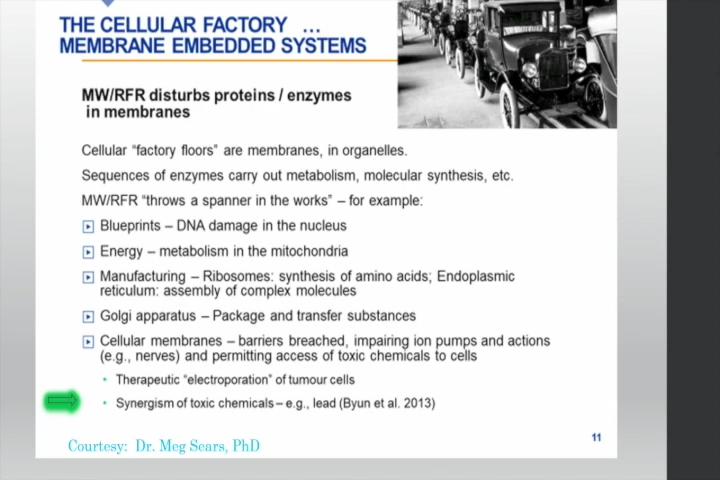 THE CELLULAR FACTORY ...
MEMBRANE EMBEDDED SYSTEMS
MW/RFR disturbs proteins / enzymes
in membranes
Cellular "factory floors" are membranes, in organelles.
Sequences of enzymes carry out metabolism, molecular synthesis, etc.
MW/RFR "throws a spanner in the works" – for example:
Blueprints – DNA damage in the nucleus
Energy – metabolism in the mitochondria
Manufacturing – Ribosomes: synthesis of amino acids; Endoplasmic
reticulum: assembly of complex molecules
Golgi apparatus – Package and transfer substances
Cellular membranes – barriers breached, impairing ion pumps and actions
(e.g., nerves) and permitting access of toxic chemicals to cells
• Therapeutic "electroporation" of tumour cells
• Synergism of toxic chemicals – e.g., lead (Byun et al. 2013)
11
Courtesy: Dr. Meg Sears, PhD